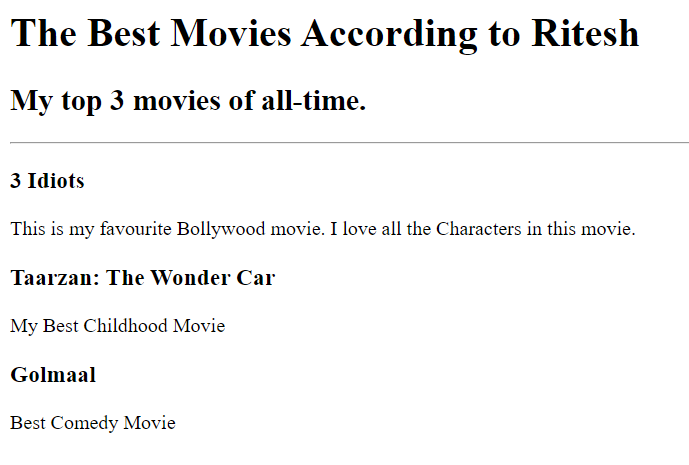 The Best Movies According to Ritesh
My top 3 movies of all-time.
3 Idiots
This is my favourite Bollywood movie. I love all the Characters in this movie.
Taarzan: The Wonder Car
My Best Childhood Movie
Golmaal
Best Comedy Movie